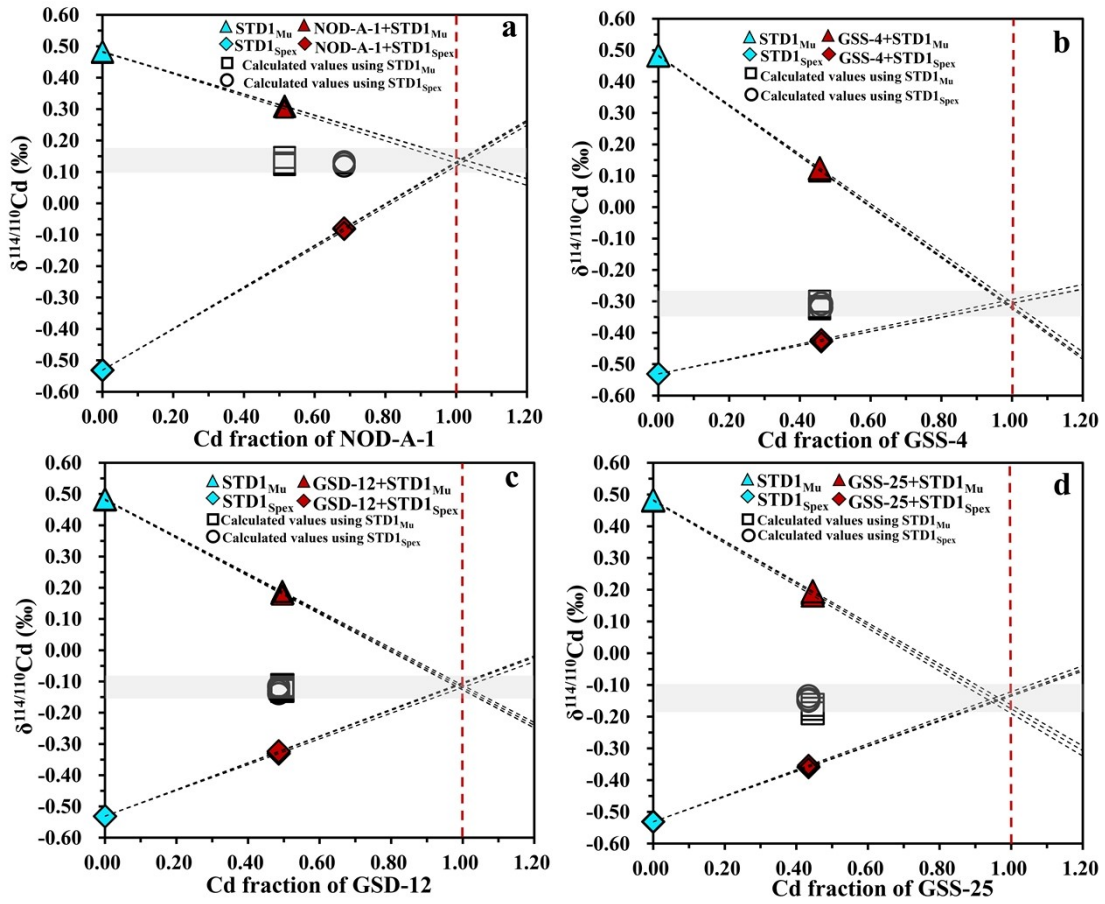 a
STD1Mu NOD-A-1+STD1Mu
STD1Spex NOD-A-1+STD1Spex
Calculated values using STD1Mu
Calculated values using STD1Spex
δ114/110Cd (‰)
0.60
0.50
0.40
0.30
0.20
0.10
0.00
-0.10
-0.20
-0.30
-0.40
-0.50
-0.60
0.00 0.20 0.40 0.60 0.80 1.00 1.20
Cd fraction of NOD-A-1
b
STD1Mu GSS-4+STD1Mu
STD1Spex GSS-4+STD1Spex
Calculated values using STD1Mu
Calculated values using STD1Spex
δ114/110Cd (‰)
0.60
0.50
0.40
0.30
0.20
0.10
0.00
-0.10
-0.20
-0.30
-0.40
-0.50
-0.60
0.00 0.20 0.40 0.60 0.80 1.00 1.20
Cd fraction of GSS-4
c
STD1Mu GSD-12+STD1Mu
STD1Spex GSD-12+STD1Spex
Calculated values using STD1Mu
Calculated values using STD1Spex
δ114/110Cd (‰)
0.60
0.50
0.40
0.30
0.20
0.10
0.00
-0.10
-0.20
-0.30
-0.40
-0.50
-0.60
0.00 0.20 0.40 0.60 0.80 1.00 1.20
Cd fraction of GSD-12
d
STD1Mu GSS-25+STD1Mu
STD1Spex GSS-25+STD1Spex
Calculated values using STD1Mu
Calculated values using STD1Spex
δ114/110Cd (‰)
0.60
0.50
0.40
0.30
0.20
0.10
0.00
-0.10
-0.20
-0.30
-0.40
-0.50
-0.60
0.00 0.20 0.40 0.60 0.80 1.00 1.20
Cd fraction of GSS-25